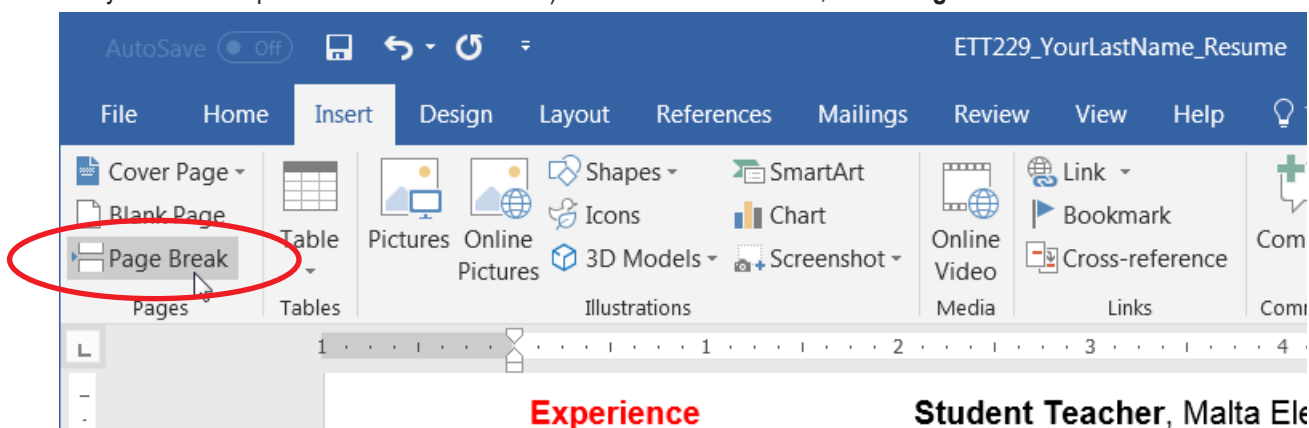 AutoSave Off ETT229_YourLastName_Resume
File Home Insert Design Layout References Mailings Review View Help
Cover Page
Blank Page
Page Break
Pages
Table
Tables
Pictures
Online Pictures
Shapes
Icons
3D Models
SmartArt
Chart
Screenshot
Illustrations
Online Video
Media
Link
Bookmark
Cross-reference
Links
Com
Comm
1 1 2 3 4
Experience Student Teacher, Malta Ele